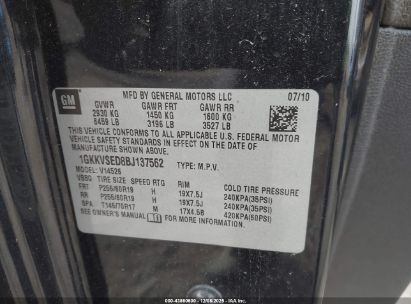 GM
MFD BY GENERAL MOTORS LLC 07/10
GVWR GAWR FRT GAWR RR
2930 KG 1450 KG 1600 KG
6459 LB 3196 LB 3527 LB
THIS VEHICLE CONFORMS TO ALL APPLICABLE U.S. FEDERAL MOTOR
VEHICLE SAFETY STANDARDS IN EFFECT ON THE DATE OF
MANUFACTURE SHOWN ABOVE.
1GKKVSED8BJ137562 TYPE: M.P.V.
MODEL: V14526
TIRE SIZE SPEED RTG RIM COLD TIRE PRESSURE
FRT P255/60R19 H 19X7.5J 240KPA(35PSI)
RR P255/60R19 H 19X7.5J 240KPA(35PSI)
SPA T145/70R17 M 17X4.5B 420KPA(60PSI)
SEE OWNER'S MANUAL FOR ADDITIONAL INFORMATION.